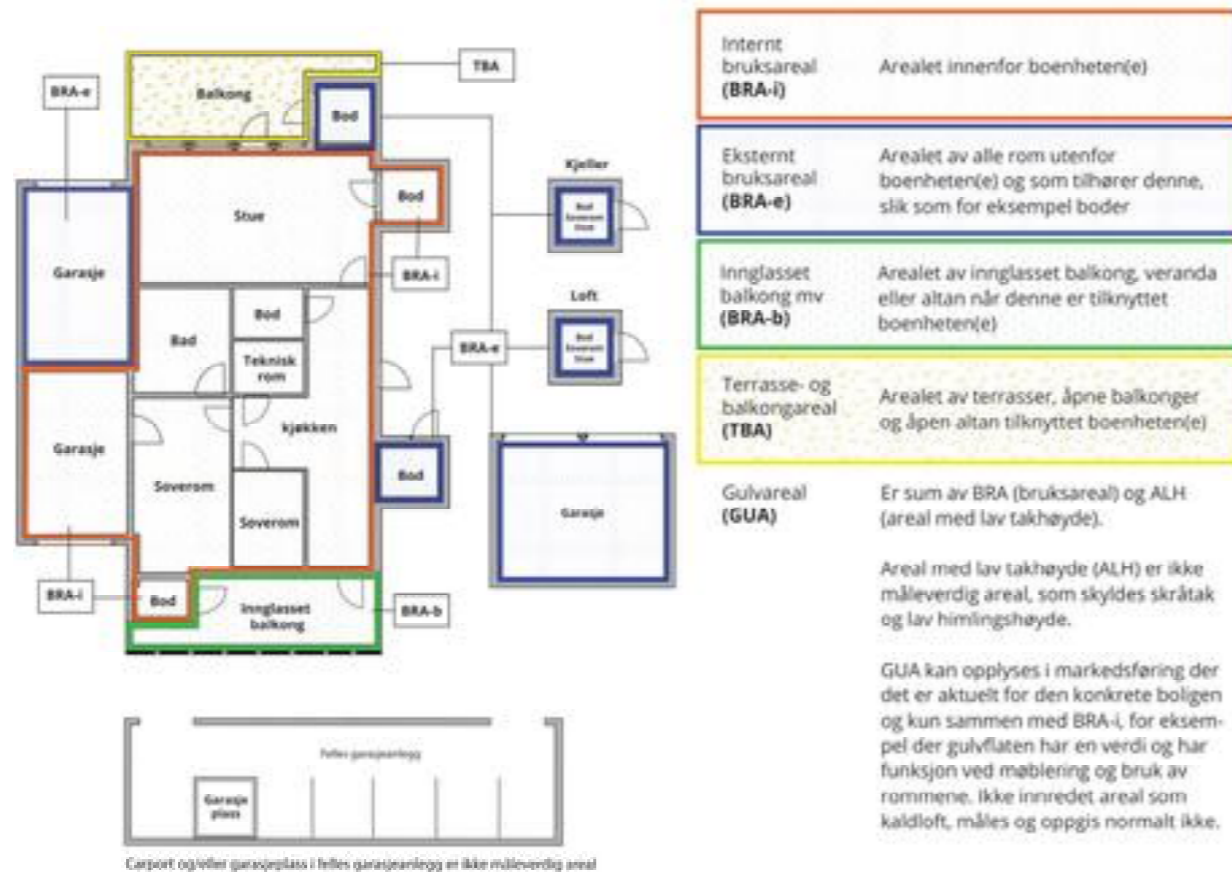 TBA
BRA-e
Balkong
Bod
Kjeller
Bod
Soverom
Stue
Stue
Bod
Garasje
BRA-i
Loft
Bod
Bad
Teknisk
rom
BRA-e
Bod
Soverom
Stue
Garasje
kjøkken
Soverom
Bod
Soverom
Garasje
BRA-i
Bod
Innglasset
balkong
BRA-b
Felles garasjeanlegg
Garasje
plass
Carport og/eller garasjeplass i felles garasjeanlegg er ikke måleverdig areal
Internt
bruksareal
(BRA-i)
Arealet innenfor boenheten(e)
Eksternt
bruksareal
(BRA-e)
Arealet av alle rom utenfor
boenheten(e) og som tilhører denne,
slik som for eksempel boder
Innglasset
balkong mv
(BRA-b)
Arealet av innglasset balkong, veranda
eller altan når denne er tilknyttet
boenheten(e)
Terrasse- og
balkongareal
(TBA)
Arealet av terrasser, åpne balkonger
og åpen altan tilknyttet boenheten(e)
Gulvareal
(GUA)
Er sum av BRA (bruksareal) og ALH
(areal med lav takhøyde).
Areal med lav takhøyde (ALH) er ikke
måleverdig areal, som skyldes skråtak
og lav himlingshøyde.
GUA kan opplyses i markedsføring der
det er aktuelt for den konkrete boligen
og kun sammen med BRA-i, for eksem-
pel der gulvflaten har en verdi og har
funksjon ved møblering og bruk av
rommene. Ikke innredet areal som
kaldloft, måles og oppgis normalt ikke.